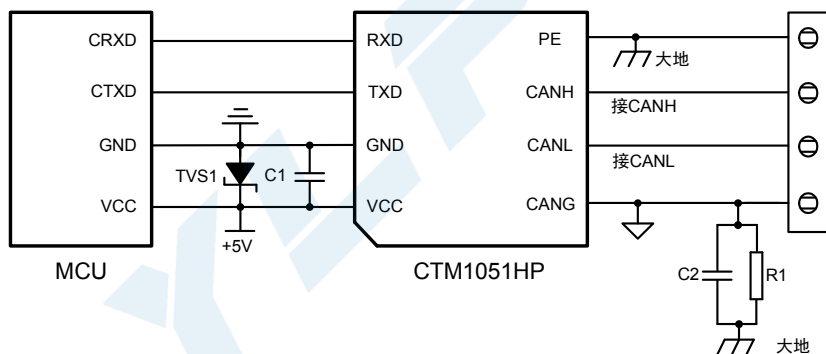 CRXD
CTXD
GND
VCC
MCU
TVS1
C1
+5V
RXD
TXD
GND
VCC
PE
CANH
CANL
CANG
CTM1051HP
大地
接CANH
接CANL
C2
R1
大地